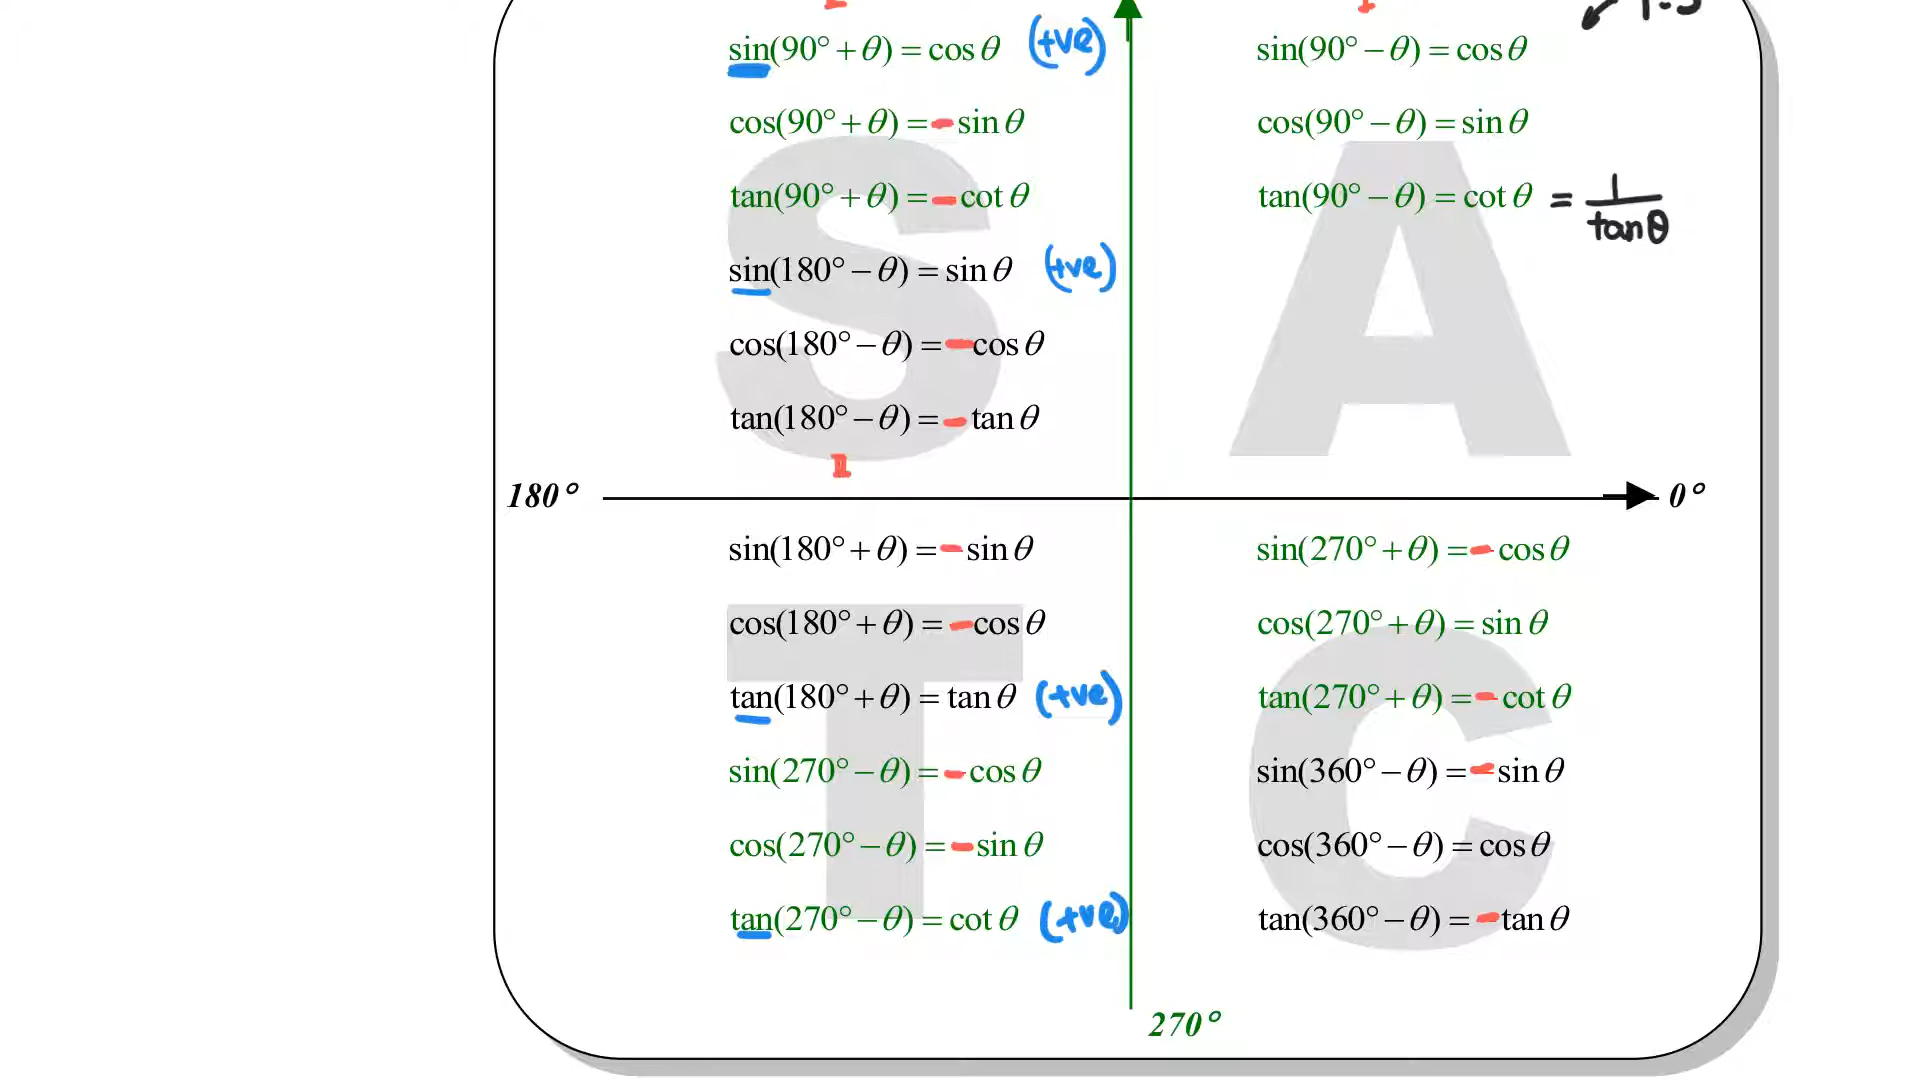 sin(90° + θ) = cos θ (+ve)
cos(90° + θ) = - sin θ
tan(90° + θ) = - cot θ
sin(180° − θ) = sin θ (+ve)
cos(180° − θ) = - cos θ
tan(180° − θ) = - tan θ
S
sin(90° − θ) = cos θ
cos(90° − θ) = sin θ
tan(90° − θ) = cot θ = 1/tan θ
A
180°
0°
sin(180° + θ) = - sin θ
cos(180° + θ) = - cos θ
tan(180° + θ) = tan θ (+ve)
sin(270° − θ) = - cos θ
cos(270° − θ) = - sin θ
tan(270° − θ) = cot θ (+ve)
T
sin(270° + θ) = - cos θ
cos(270° + θ) = sin θ
tan(270° + θ) = - cot θ
sin(360° − θ) = - sin θ
cos(360° − θ) = cos θ
tan(360° − θ) = - tan θ
C
270°